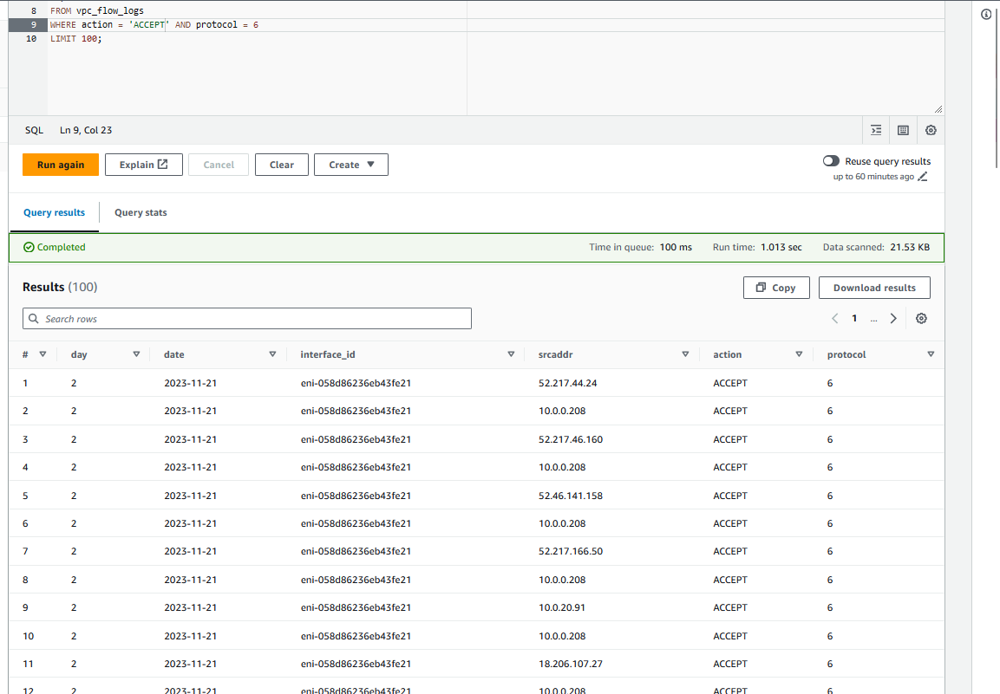 8 FROM vpc_flow_logs
9 WHERE action = 'ACCEPT' AND protocol = 6
10 LIMIT 100;
SQL Ln 9, Col 23
Run again Explain Cancel Clear Create Reuse query results
up to 60 minutes ago
Query results Query stats
Completed Time in queue: 100 ms Run time: 1.013 sec Data scanned: 21.53 KB
Results (100) Copy Download results
Search rows 1 ...
# day date interface_id srcaddr action protocol
1 2 2023-11-21 eni-058d86236eb43fe21 52.217.44.24 ACCEPT 6
2 2 2023-11-21 eni-058d86236eb43fe21 10.0.0.208 ACCEPT 6
3 2 2023-11-21 eni-058d86236eb43fe21 52.217.46.160 ACCEPT 6
4 2 2023-11-21 eni-058d86236eb43fe21 10.0.0.208 ACCEPT 6
5 2 2023-11-21 eni-058d86236eb43fe21 52.46.141.158 ACCEPT 6
6 2 2023-11-21 eni-058d86236eb43fe21 10.0.0.208 ACCEPT 6
7 2 2023-11-21 eni-058d86236eb43fe21 52.217.166.50 ACCEPT 6
8 2 2023-11-21 eni-058d86236eb43fe21 10.0.0.208 ACCEPT 6
9 2 2023-11-21 eni-058d86236eb43fe21 10.0.20.91 ACCEPT 6
10 2 2023-11-21 eni-058d86236eb43fe21 10.0.0.208 ACCEPT 6
11 2 2023-11-21 eni-058d86236eb43fe21 18.206.107.27 ACCEPT 6
12 2 2023-11-21 eni-058d86236eb43fe21 10.0.0.208 ACCEPT 6